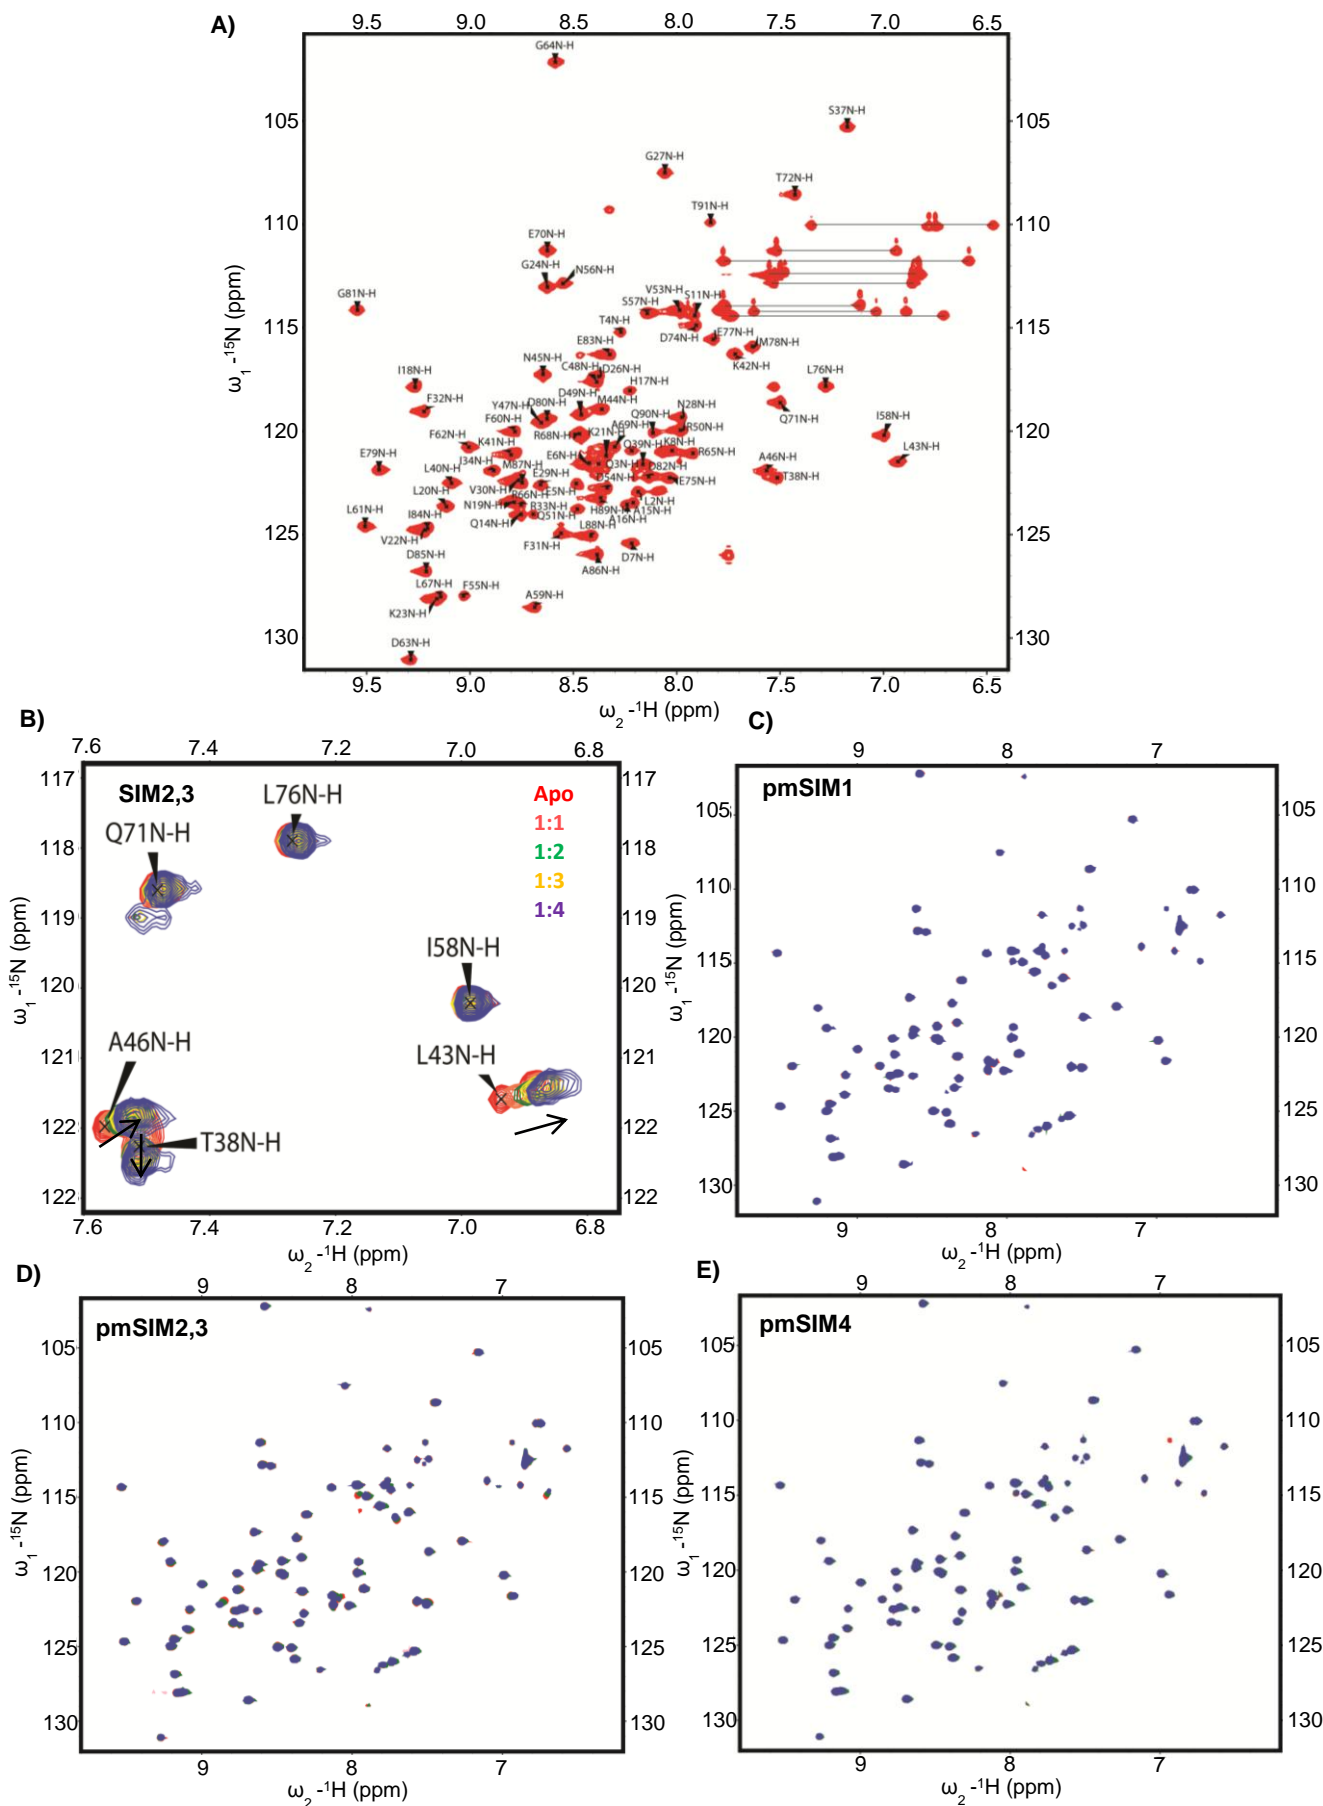 A)
9.5 9.0 8.5 8.0 7.5 7.0 6.5
G64N-H
S37N-H
105 105
G27N-H
T72N-H
T91N-H
110 110
E70N-H
G24N-H N56N-H
G81N-H
V53N-H S11N-H
S57N-H
115 115
T4N-H
D74N-H E77N-H
E83N-H M78N-H
N45N-H C48N-H D26N-H K42N-H
I18N-H H17N-H L76N-H
F32N-H D49N-H M44N-H
Y47N-H D80N-H Q90N-H N28N-H Q71N-H
F60N-H K21N-H A69N-H R50N-H I58N-H
120 120
F62N-H K41N-H R68N-H Q39N-H K8N-H R65N-H L43N-H
I34N-H E6N-H Q3N-H
E79N-H L40N-H M87N-H E29N-H D54N-H D82N-H A46N-H
E75N-H T38N-H
L20N-H V30N-H R66N-H E5N-H L2N-H
N19N-H R33N-H H89N-H A15N-H
L61N-H I84N-H Q14N-H Q51N-H A16N-H
L88N-H
125 125
V22N-H F31N-H D7N-H
D85N-H A86N-H
L67N-H F55N-H A59N-H
K23N-H
130 130
D63N-H
ω1 -15N (ppm)
9.5 9.0 8.5 8.0 7.5 7.0 6.5
ω2 -1H (ppm)
B)
7.6 7.4 7.2 7.0 6.8
117 117
SIM2,3 L76N-H Apo
Q71N-H 1:1
118 118
1:2
1:3
119 1:4 119
I58N-H
120 120
A46N-H L43N-H
121 121
122 T38N-H 122
122 122
ω1 -15N (ppm)
7.6 7.4 7.2 7.0 6.8
ω2 -1H (ppm)
C)
9 8 7
pmSIM1
105 105
110 110
115 115
120 120
125 125
130 130
ω1 -15N (ppm)
9 8 7
ω2 -1H (ppm)
D)
9 8 7
pmSIM2,3
105 105
110 110
115 115
120 120
125 125
130 130
ω1 -15N (ppm)
9 8 7
ω2 -1H (ppm)
E)
9 8 7
pmSIM4
105 105
110 110
115 115
120 120
125 125
130 130
ω1 -15N (ppm)
9 8 7
ω2 -1H (ppm)